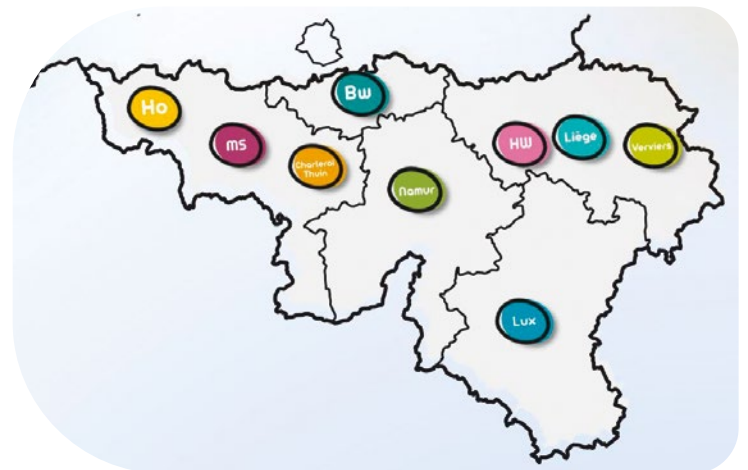 Ho
Bw
MS
Charleroi
Thuin
HW
Liège
Verviers
Namur
Lux